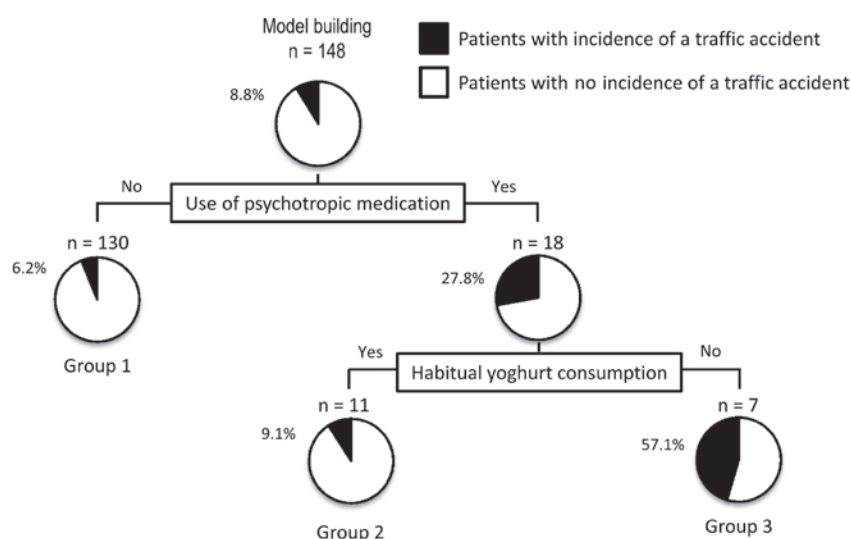 Model building
n = 148
Patients with incidence of a traffic accident
Patients with no incidence of a traffic accident
8.8%
No
Use of psychotropic medication
Yes
n = 130
n = 18
6.2%
27.8%
Group 1
Yes
Habitual yoghurt consumption
No
n = 11
n = 7
9.1%
57.1%
Group 2
Group 3